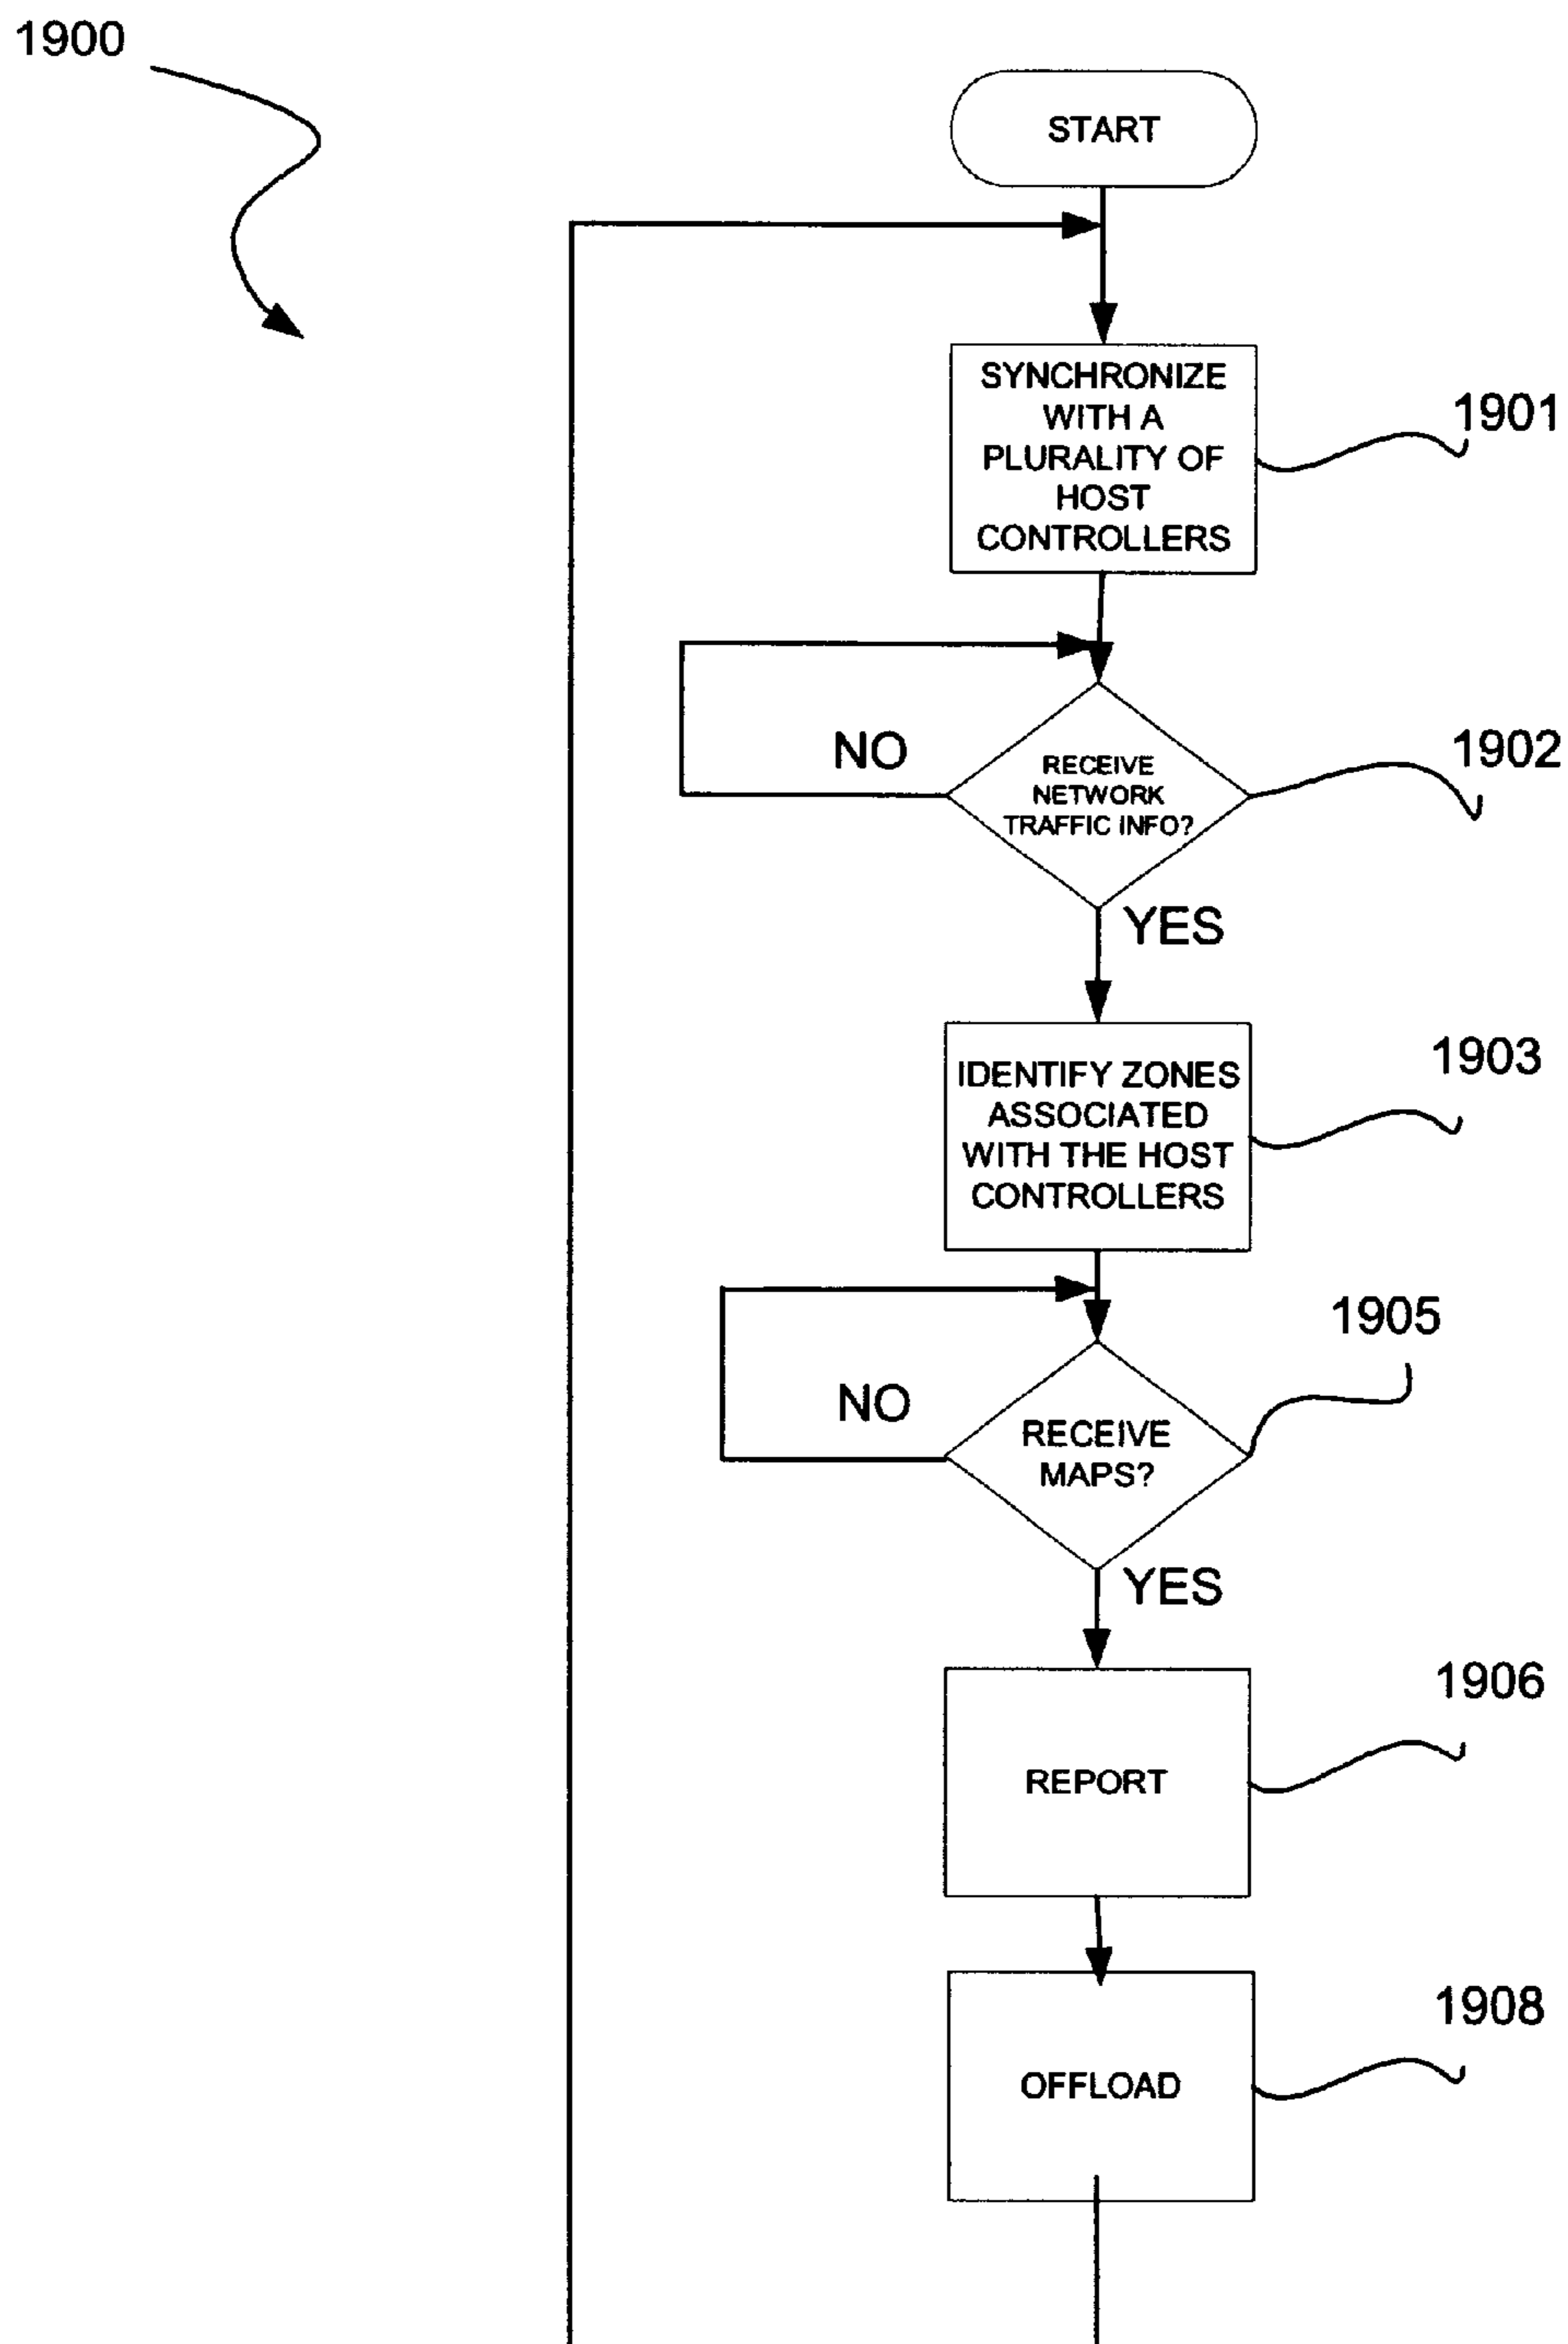 1900
START
SYNCHRONIZE
WITH A
PLURALITY OF
HOST
CONTROLLERS
1901
NO
RECEIVE
NETWORK
TRAFFIC INFO?
1902
YES
IDENTIFY ZONES
ASSOCIATED
WITH THE HOST
CONTROLLERS
1903
NO
RECEIVE
MAPS?
1905
YES
REPORT
1906
OFFLOAD
1908